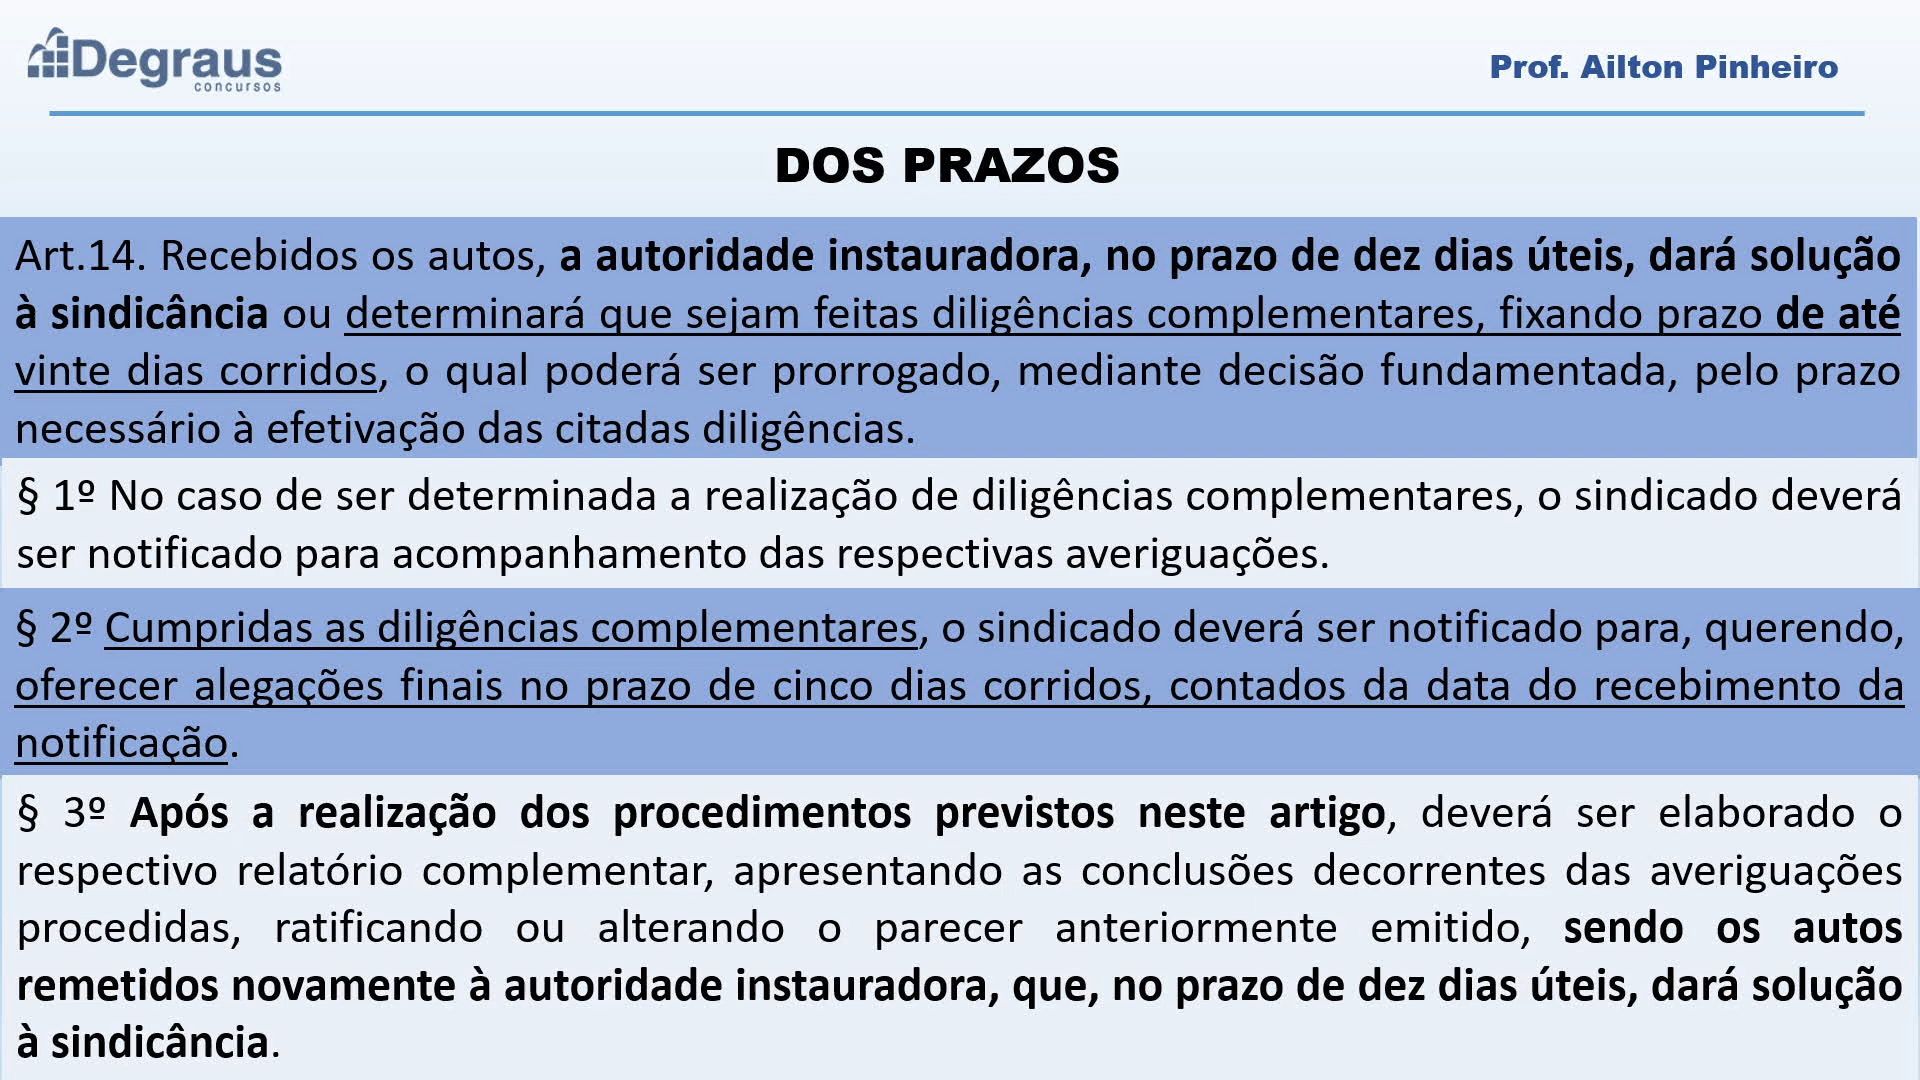 Degraus
concursos
Prof. Ailton Pinheiro
DOS PRAZOS
Art.14. Recebidos os autos, a autoridade instauradora, no prazo de dez dias úteis, dará solução
à sindicância ou determinará que sejam feitas diligências complementares, fixando prazo de até
vinte dias corridos, o qual poderá ser prorrogado, mediante decisão fundamentada, pelo prazo
necessário à efetivação das citadas diligências.
§ 1º No caso de ser determinada a realização de diligências complementares, o sindicado deverá
ser notificado para acompanhamento das respectivas averiguações.
§ 2º Cumpridas as diligências complementares, o sindicado deverá ser notificado para, querendo,
oferecer alegações finais no prazo de cinco dias corridos, contados da data do recebimento da
notificação.
§ 3º Após a realização dos procedimentos previstos neste artigo, deverá ser elaborado o
respectivo relatório complementar, apresentando as conclusões decorrentes das averiguações
procedidas, ratificando ou alterando o parecer anteriormente emitido, sendo os autos
remetidos novamente à autoridade instauradora, que, no prazo de dez dias úteis, dará solução
à sindicância.